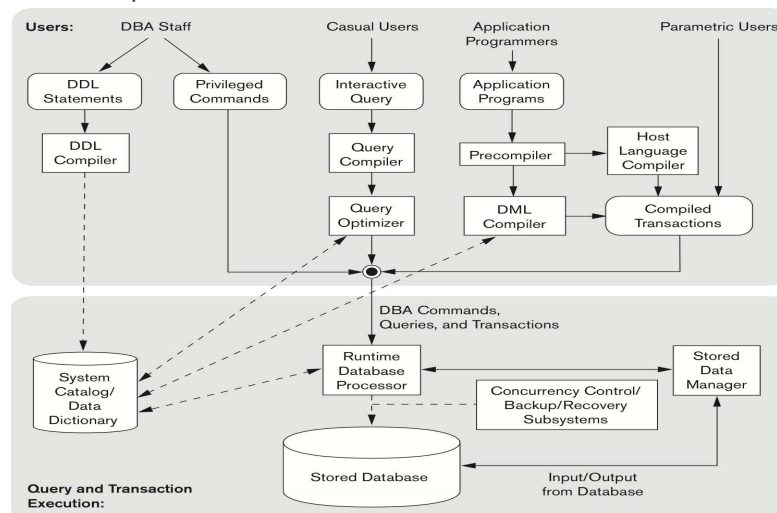 Users:
DBA Staff
Casual Users
Application
Programmers
Parametric Users
DDL
Statements
Privileged
Commands
Interactive
Query
Application
Programs
DDL
Compiler
Query
Compiler
Precompiler
Host
Language
Compiler
Query
Optimizer
DML
Compiler
Compiled
Transactions
DBA Commands,
Queries, and Transactions
System
Catalog/
Data
Dictionary
Runtime
Database
Processor
Stored
Data
Manager
Concurrency Control/
Backup/Recovery
Subsystems
Stored Database
Input/Output
from Database
Query and Transaction
Execution: